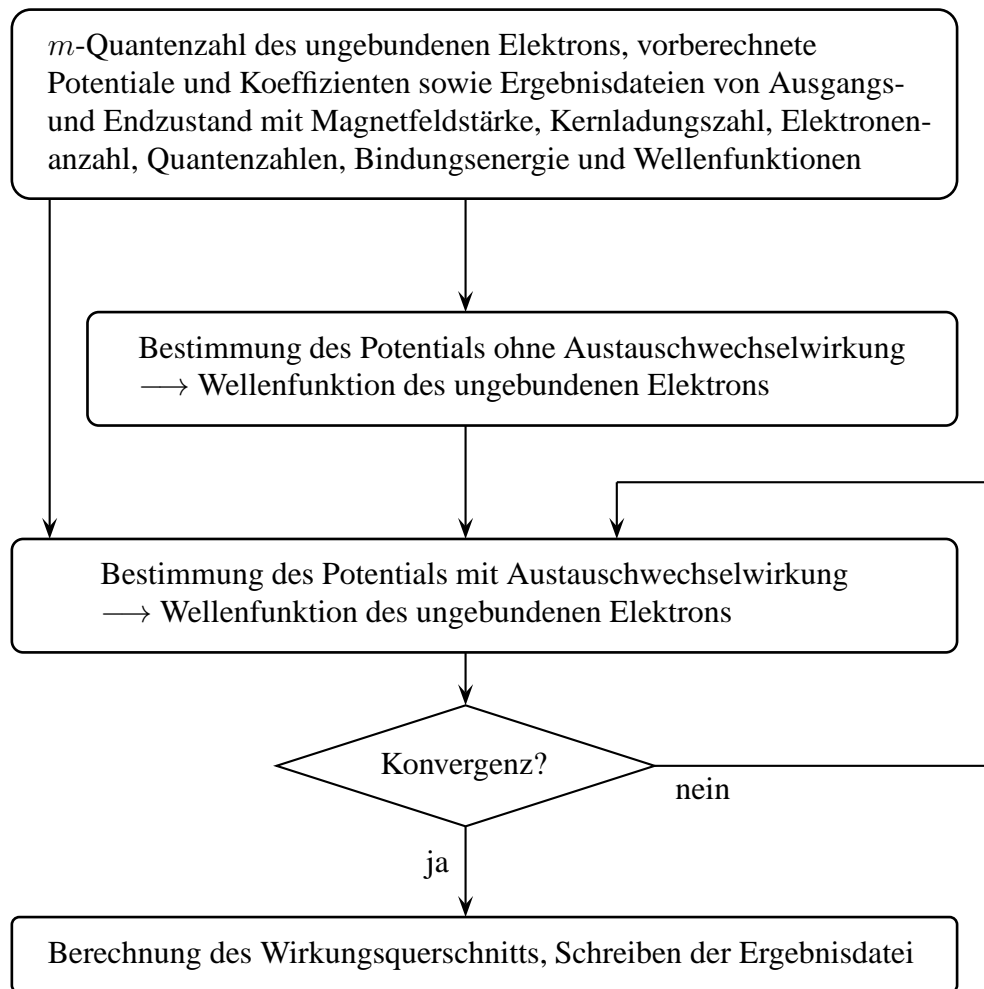 m-Quantenzahl des ungebundenen Elektrons, vorberechnete
Potentiale und Koeffizienten sowie Ergebnisdateien von Ausgangs-
und Endzustand mit Magnetfeldstärke, Kernladungszahl, Elektronen-
anzahl, Quantenzahlen, Bindungsenergie und Wellenfunktionen
Bestimmung des Potentials ohne Austauschwechselwirkung
⟶ Wellenfunktion des ungebundenen Elektrons
Bestimmung des Potentials mit Austauschwechselwirkung
⟶ Wellenfunktion des ungebundenen Elektrons
Konvergenz?
nein
ja
Berechnung des Wirkungsquerschnitts, Schreiben der Ergebnisdatei